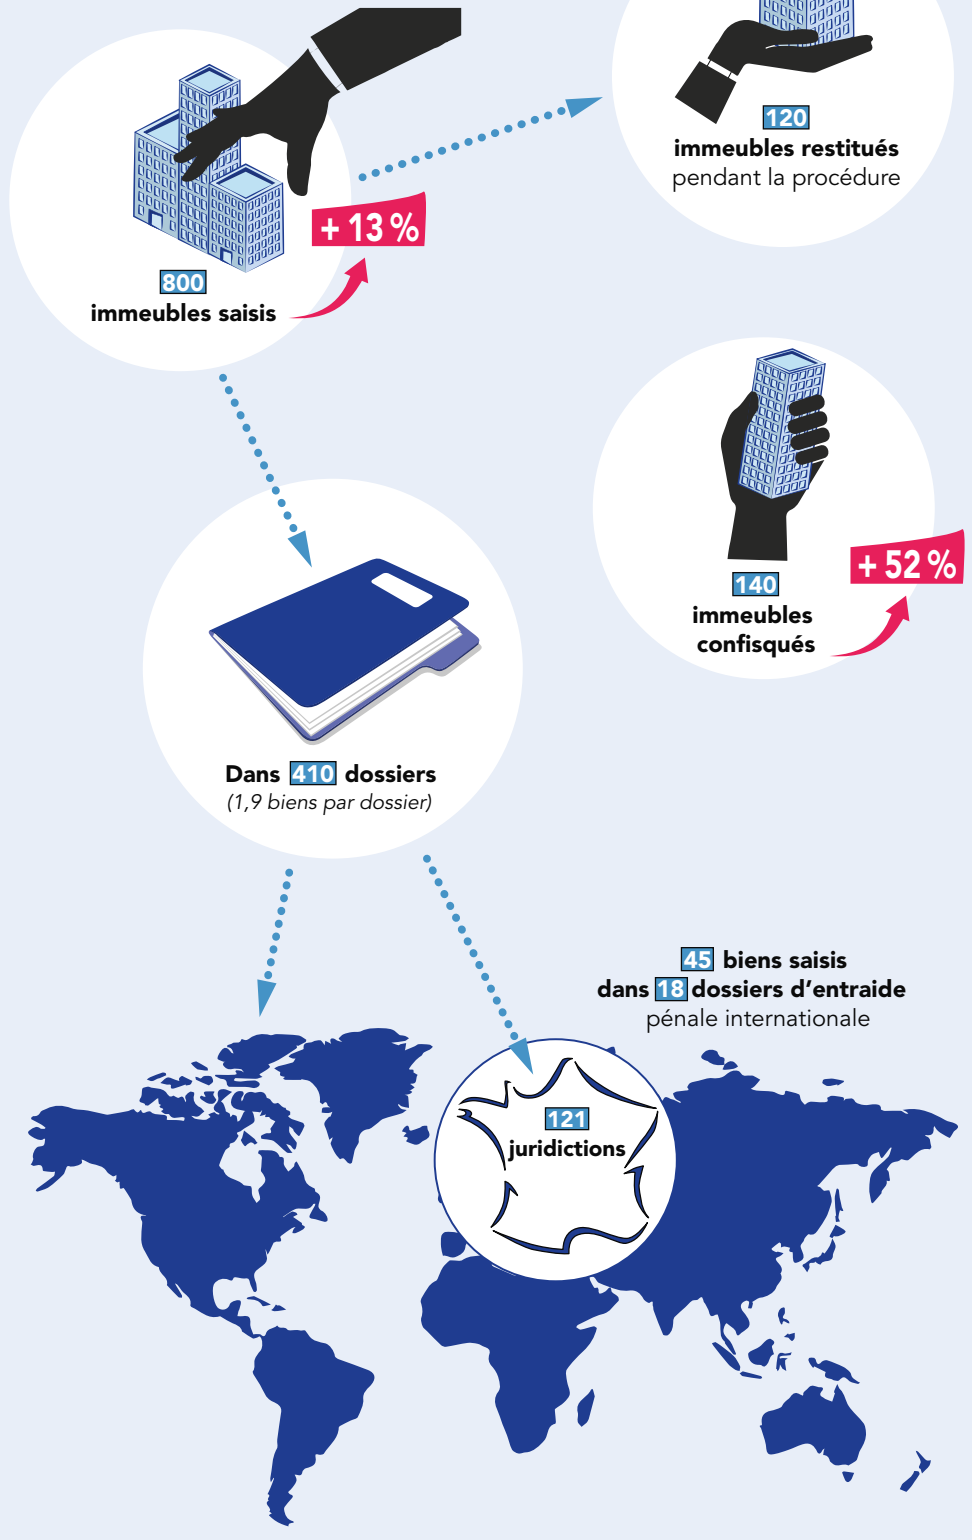 120
immeubles restitués
pendant la procédure
+ 13 %
800
immeubles saisis
+ 52 %
140
immeubles
confisqués
Dans 410 dossiers
(1,9 biens par dossier)
45 biens saisis
dans 18 dossiers d’entraide
pénale internationale
121
juridictions